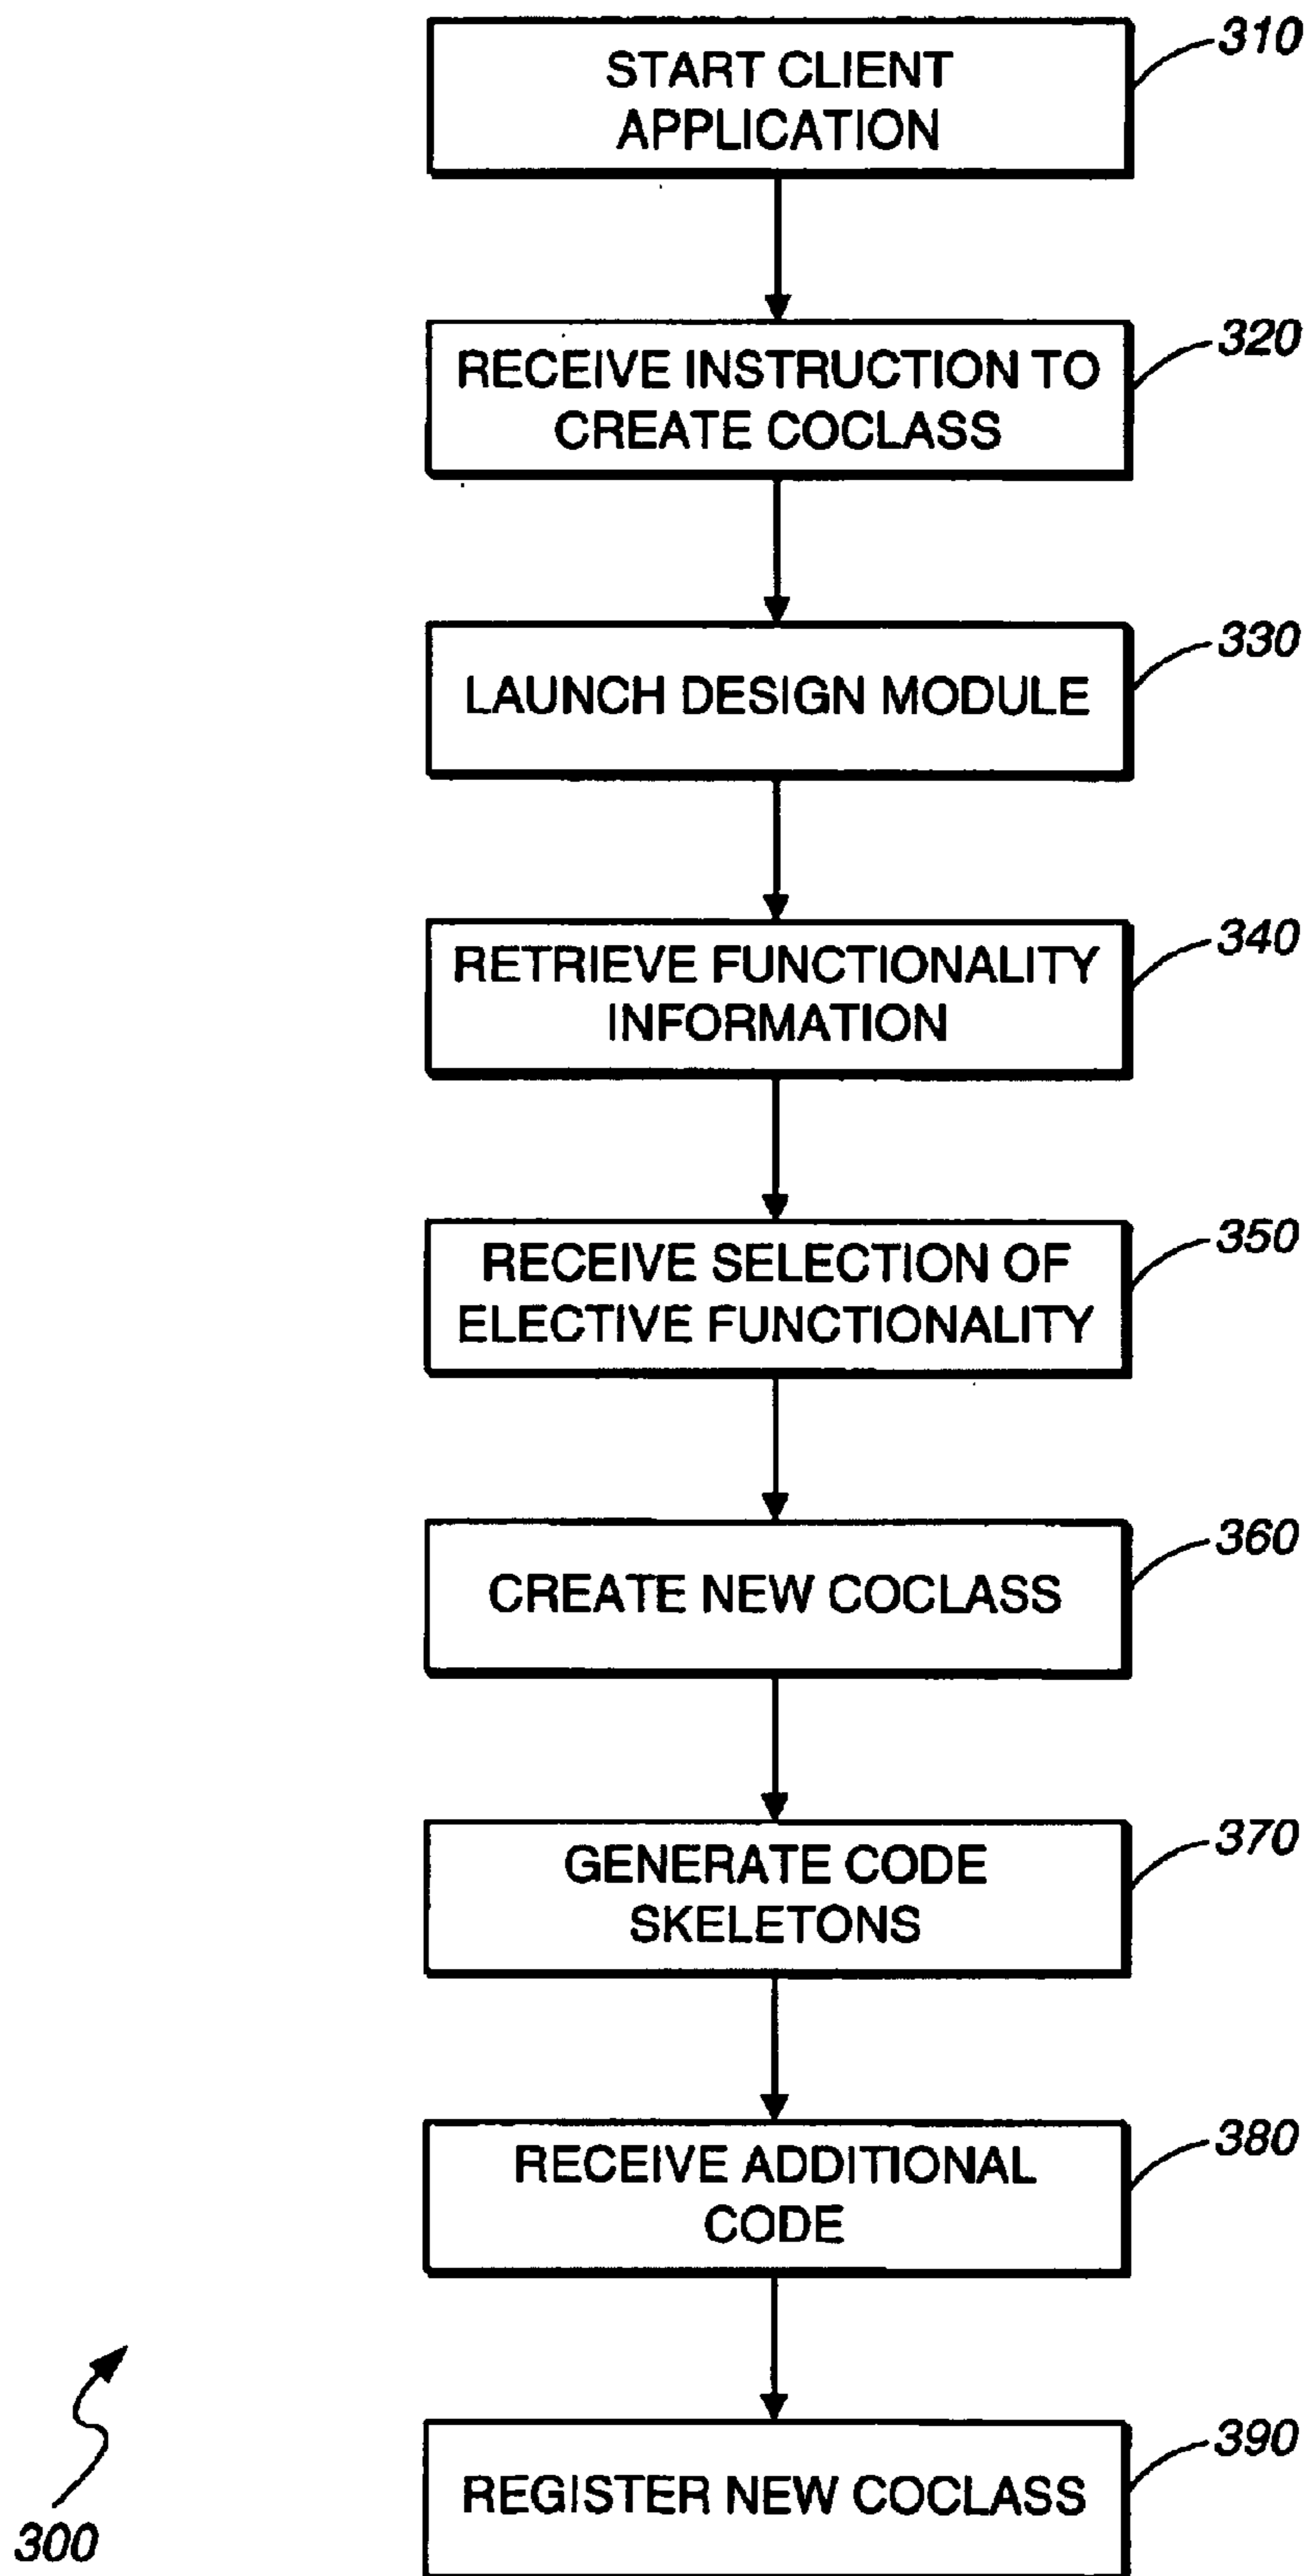 START CLIENT
APPLICATION
310
RECEIVE INSTRUCTION TO
CREATE COCLASS
320
LAUNCH DESIGN MODULE
330
RETRIEVE FUNCTIONALITY
INFORMATION
340
RECEIVE SELECTION OF
ELECTIVE FUNCTIONALITY
350
CREATE NEW COCLASS
360
GENERATE CODE
SKELETONS
370
RECEIVE ADDITIONAL
CODE
380
REGISTER NEW COCLASS
390
300